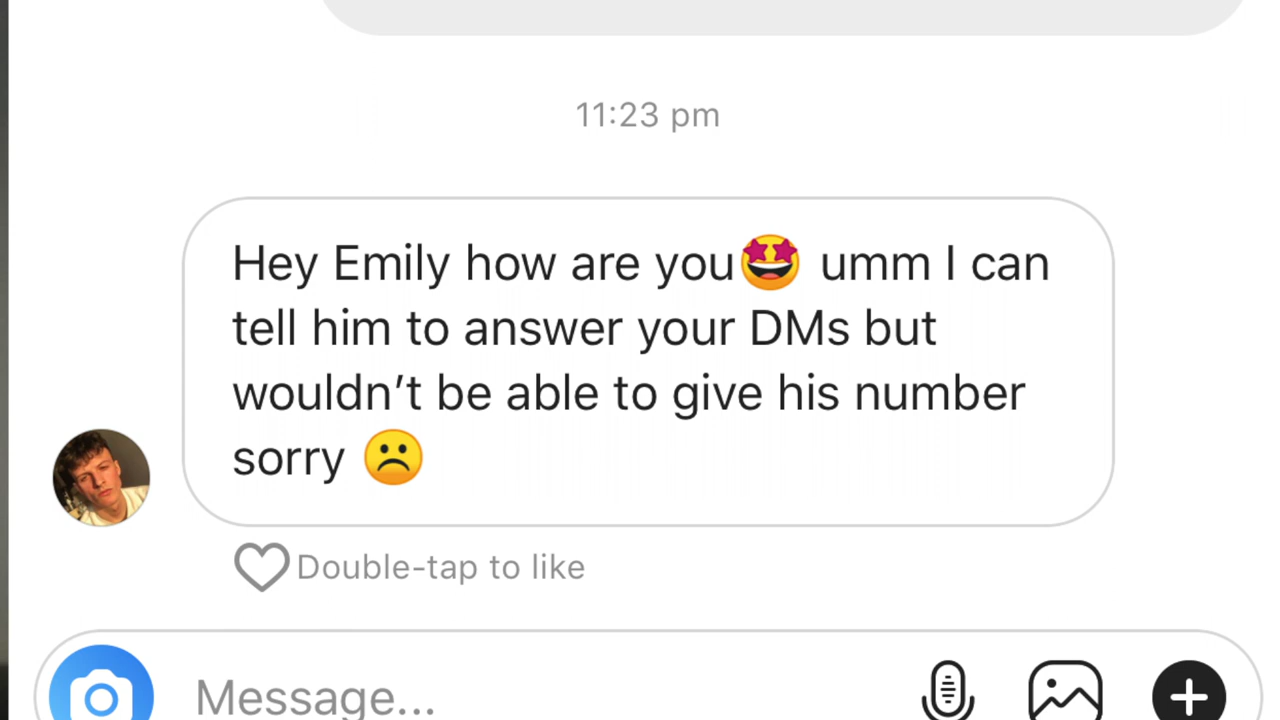 11:23 pm
Hey Emily how are you🤩 umm I can
tell him to answer your DMs but
wouldn’t be able to give his number
sorry ☹️
Double-tap to like
Message...